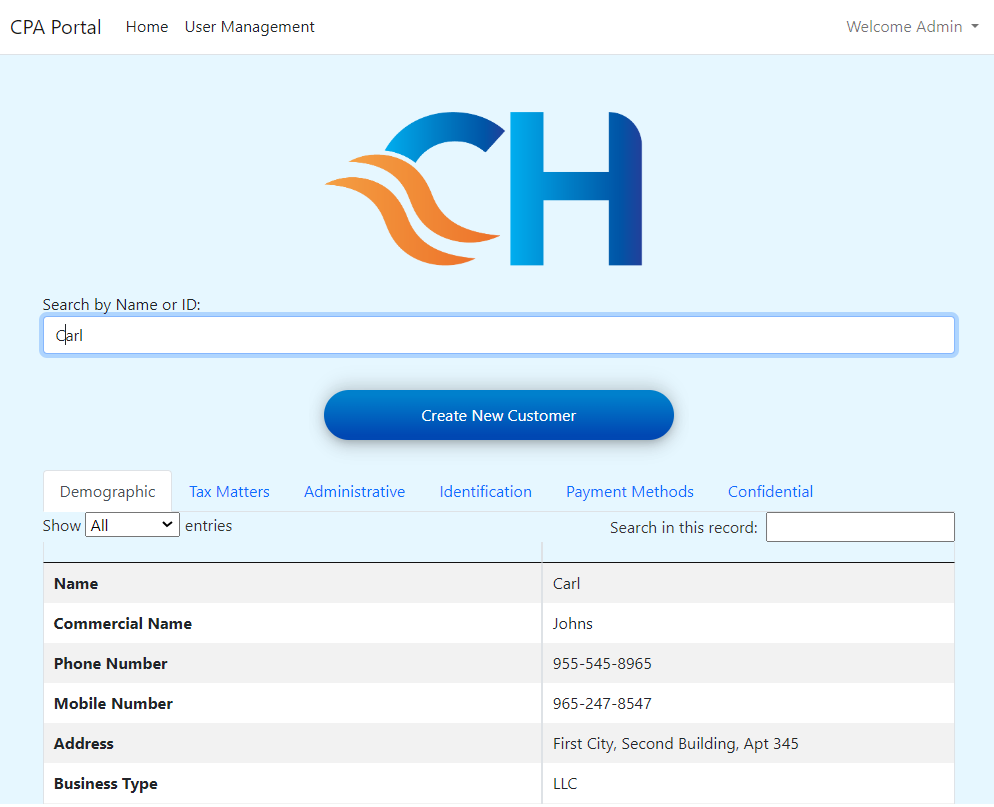 CPA Portal Home User Management Welcome Admin
CH
Search by Name or ID:
Carl
Create New Customer
Demographic Tax Matters Administrative Identification Payment Methods Confidential
Show All entries Search in this record:
Name Carl
Commercial Name Johns
Phone Number 955-545-8965
Mobile Number 965-247-8547
Address First City, Second Building, Apt 345
Business Type LLC